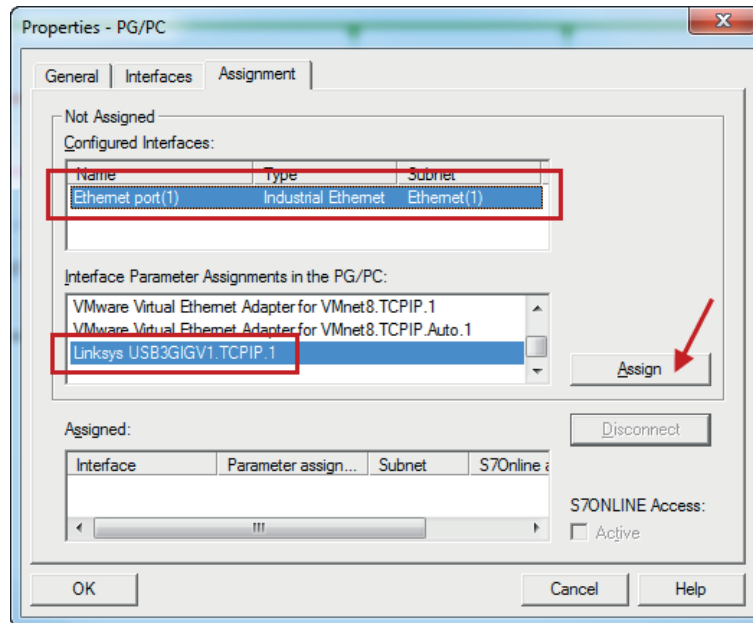 Properties - PG/PC
General Interfaces Assignment
Not Assigned
Configured Interfaces:
Name Type Subnet
Ethernet port(1) Industrial Ethernet Ethernet(1)
Interface Parameter Assignments in the PG/PC:
VMware Virtual Ethernet Adapter for VMnet8.TCPIP.1
VMware Virtual Ethernet Adapter for VMnet8.TCPIP.Auto.1
Linksys USB3GIGV1.TCPIP.1
Assign
Assigned:
Disconnect
Interface Parameter assign... Subnet S7Online a
S7ONLINE Access:
Active
OK Cancel Help